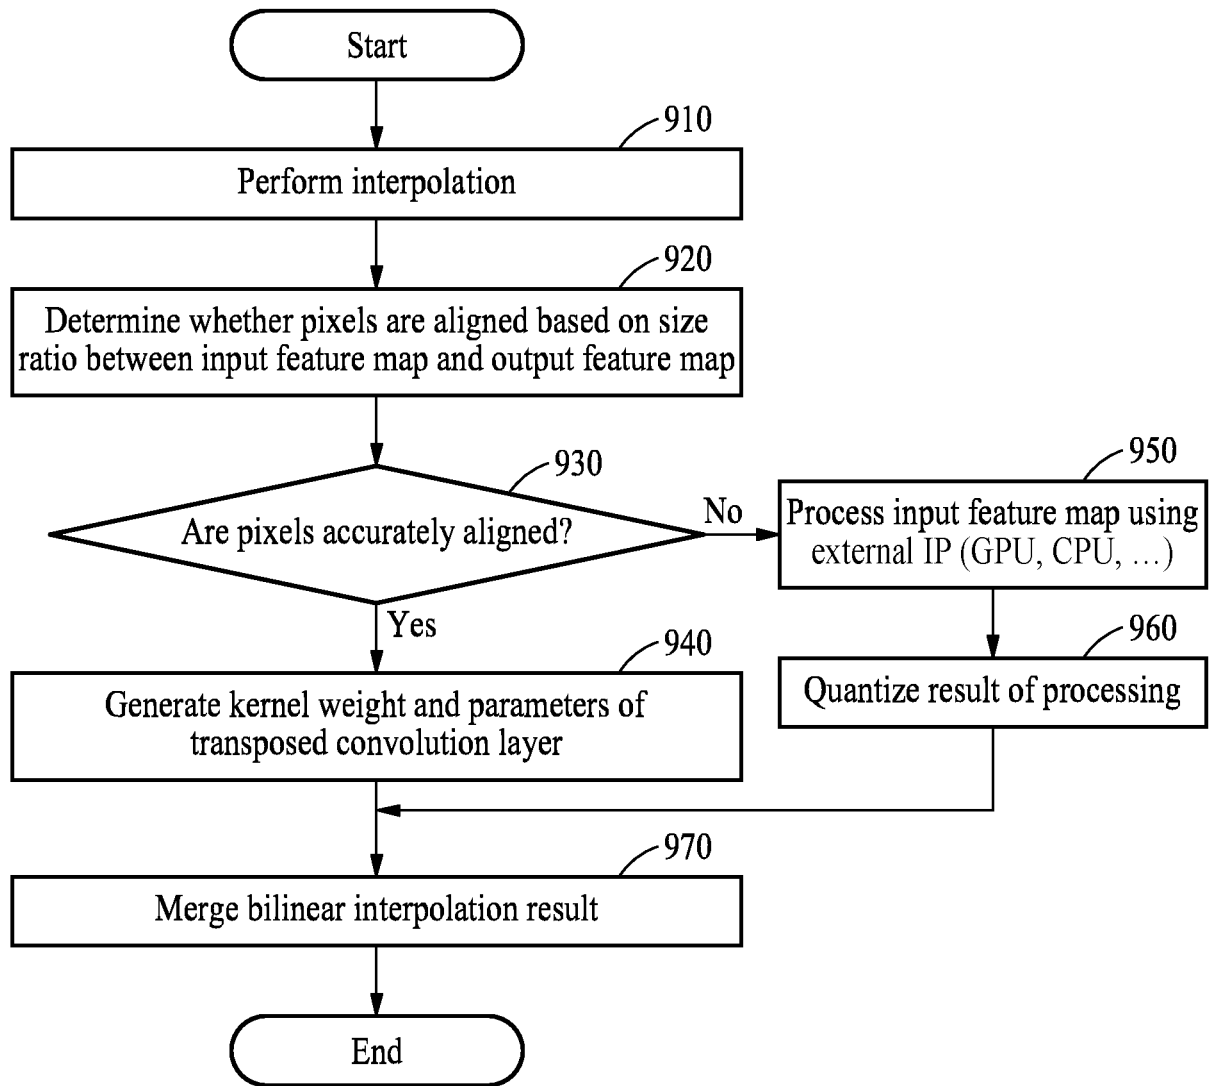 Start
910
Perform interpolation
920
Determine whether pixels are aligned based on size
ratio between input feature map and output feature map
930
Are pixels accurately aligned?
No
Yes
950
Process input feature map using
external IP (GPU, CPU, ...)
960
Quantize result of processing
940
Generate kernel weight and parameters of
transposed convolution layer
970
Merge bilinear interpolation result
End